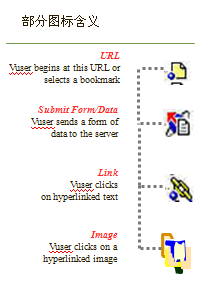 部分图标含义
URL
Vuser begins at this URL or
selects a bookmark
Submit Form/Data
Vuser sends a form of
data to the server
Link
Vuser clicks
on hyperlinked text
Image
Vuser clicks on a
hyperlinked image